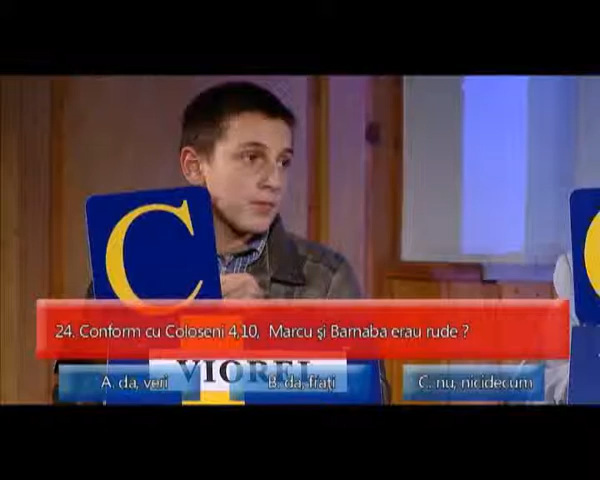 C
24. Conform cu Coloseni 4,10, Marcu şi Barnaba erau rude ?
VIOREL
A. da, veri
B. da, fraţi
C. nu, nicidecum